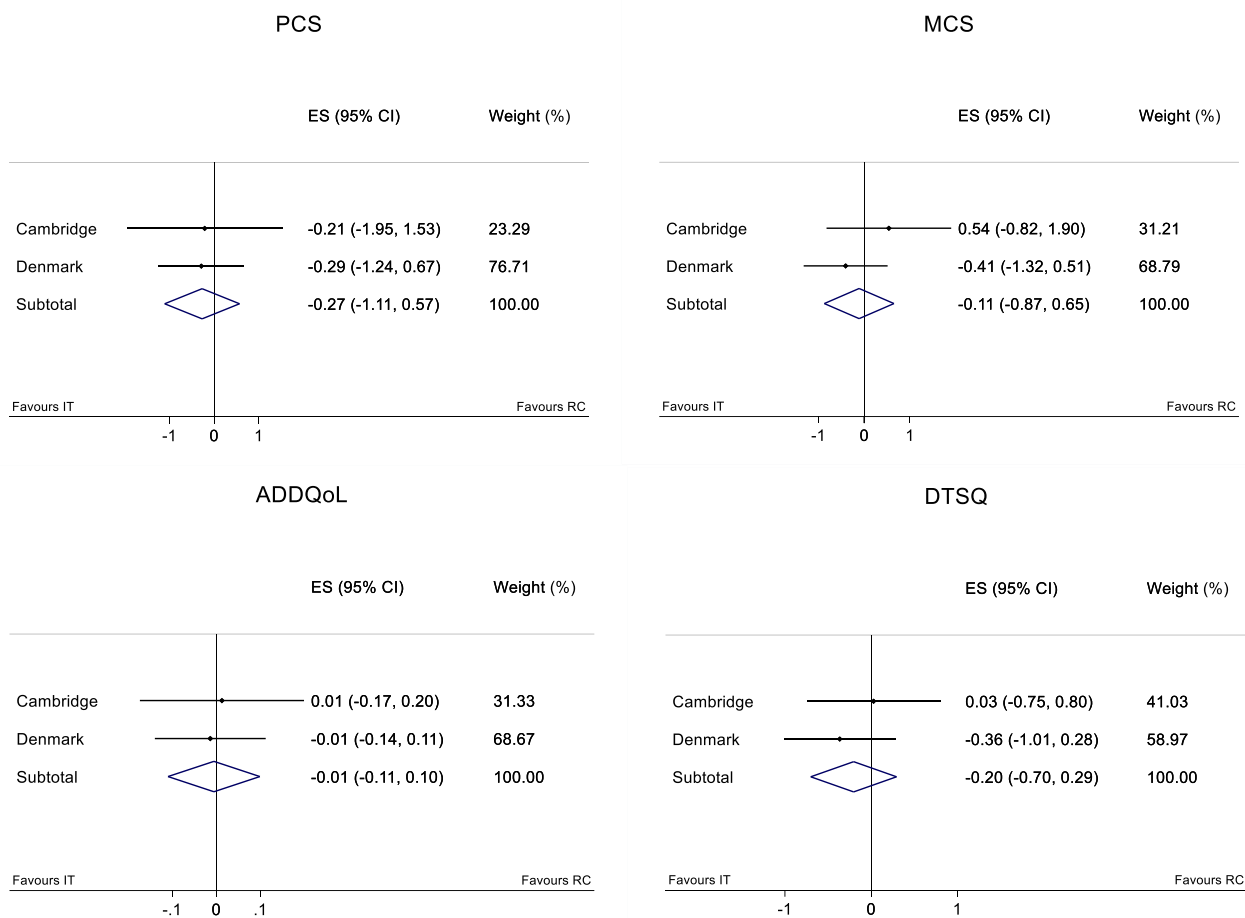 PCS
ES (95% CI) Weight (%)
Cambridge -0.21 (-1.95, 1.53) 23.29
Denmark -0.29 (-1.24, 0.67) 76.71
Subtotal -0.27 (-1.11, 0.57) 100.00
Favours IT Favours RC
-1 0 1
MCS
ES (95% CI) Weight (%)
Cambridge 0.54 (-0.82, 1.90) 31.21
Denmark -0.41 (-1.32, 0.51) 68.79
Subtotal -0.11 (-0.87, 0.65) 100.00
Favours IT Favours RC
-1 0 1
ADDQoL
ES (95% CI) Weight (%)
Cambridge 0.01 (-0.17, 0.20) 31.33
Denmark -0.01 (-0.14, 0.11) 68.67
Subtotal -0.01 (-0.11, 0.10) 100.00
Favours IT Favours RC
-.1 0 .1
DTSQ
ES (95% CI) Weight (%)
Cambridge 0.03 (-0.75, 0.80) 41.03
Denmark -0.36 (-1.01, 0.28) 58.97
Subtotal -0.20 (-0.70, 0.29) 100.00
Favours IT Favours RC
-1 0 1